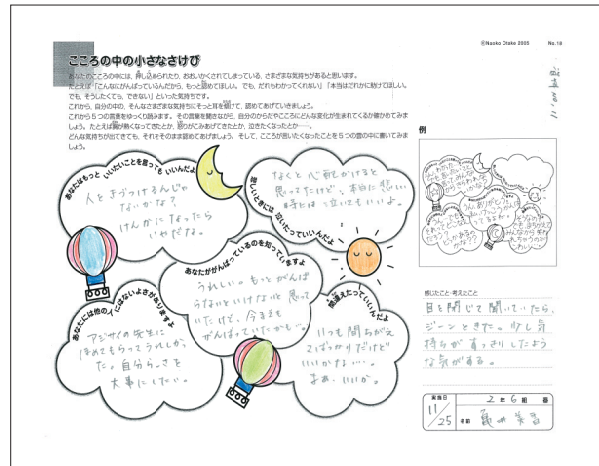 ©Naoko Otake 2005 No.18
こころの中の小さなさけび
あなたのこころの中には、押し込められたり、おおいかくされてしまっている、さまざまな気持ちがあると思います。
たとえば「こんなにがんばっているんだから、もっと認めてほしい。でも、だれもわかってくれない」「本当はだれかに助けてほしい。
でも、そうしたくても、できない」といった気持ちです。
これから、自分の中の、そんなさまざまな気持ちにそっと耳を傾けて、認めてあげていきましょう。
これから5つの言葉をゆっくり読みます。その言葉を聞きながら、自分のからだやこころにどんな変化が生まれてくるか確かめてみま
しょう。たとえば胸が熱くなってきたとか、怒りがこみあげてきたとか、泣きたくなったとか…。
どんな気持ちが出てきても、それをそのまま認めてあげましょう。そして、こころが言いたくなったことを5つの雲の中に書いてみま
しょう。
あなたはもっといいたいことを言ってもいいんだよ
人をきづつけるんじゃ
ないかな?
けんかになったら
いやだな。
悲しいときには泣いたっていいんだよ
なくと心配かけると
思ってたけど、本当に悲しい
時とは泣いてもいいよ。
あなたががんばっているのを知っていますよ
うれしい。もっとがんば
らないといけないと思って
いたけど、今までも
がんばっていたかも。
あなたには他の人にはないよさがありますよ
アジサイの先生に
ほめてもらってうれしかっ
た。自分らしさを
大事にしたい。
間違えたっていいんだよ
いつも間ちがえ
てばっかりだけど
いいかな…。
まぁ、いいか。
例
感じたこと・考えたこと
目を閉じて聞いていたら、
ジーンときた。少し気
持ちがすっきりしたよう
な気がする。
実施日
11/25
2年 6組 番
名前